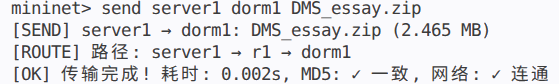 mininet> send server1 dorm1 DMS_essay.zip
[SEND] server1 → dorm1: DMS_essay.zip (2.465 MB)
[ROUTE] 路径: server1 → r1 → dorm1
[OK] 传输完成! 耗时: 0.002s, MD5: ✓ 一致, 网络: ✓ 连通